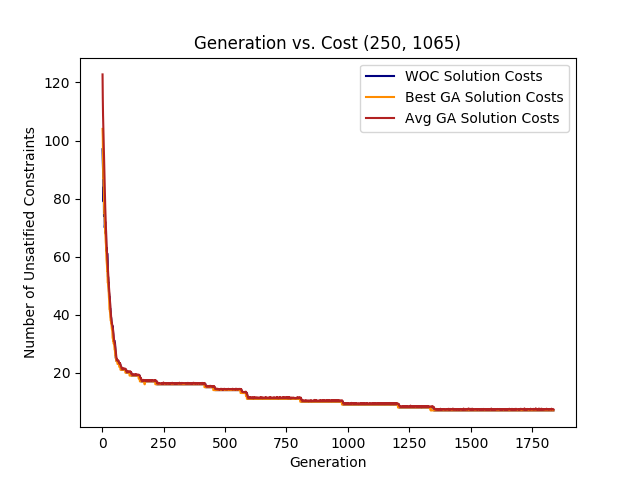 Generation vs. Cost (250, 1065)
WOC Solution Costs
Best GA Solution Costs
Avg GA Solution Costs
Number of Unsatified Constraints
120
100
80
60
40
20
0 250 500 750 1000 1250 1500 1750
Generation